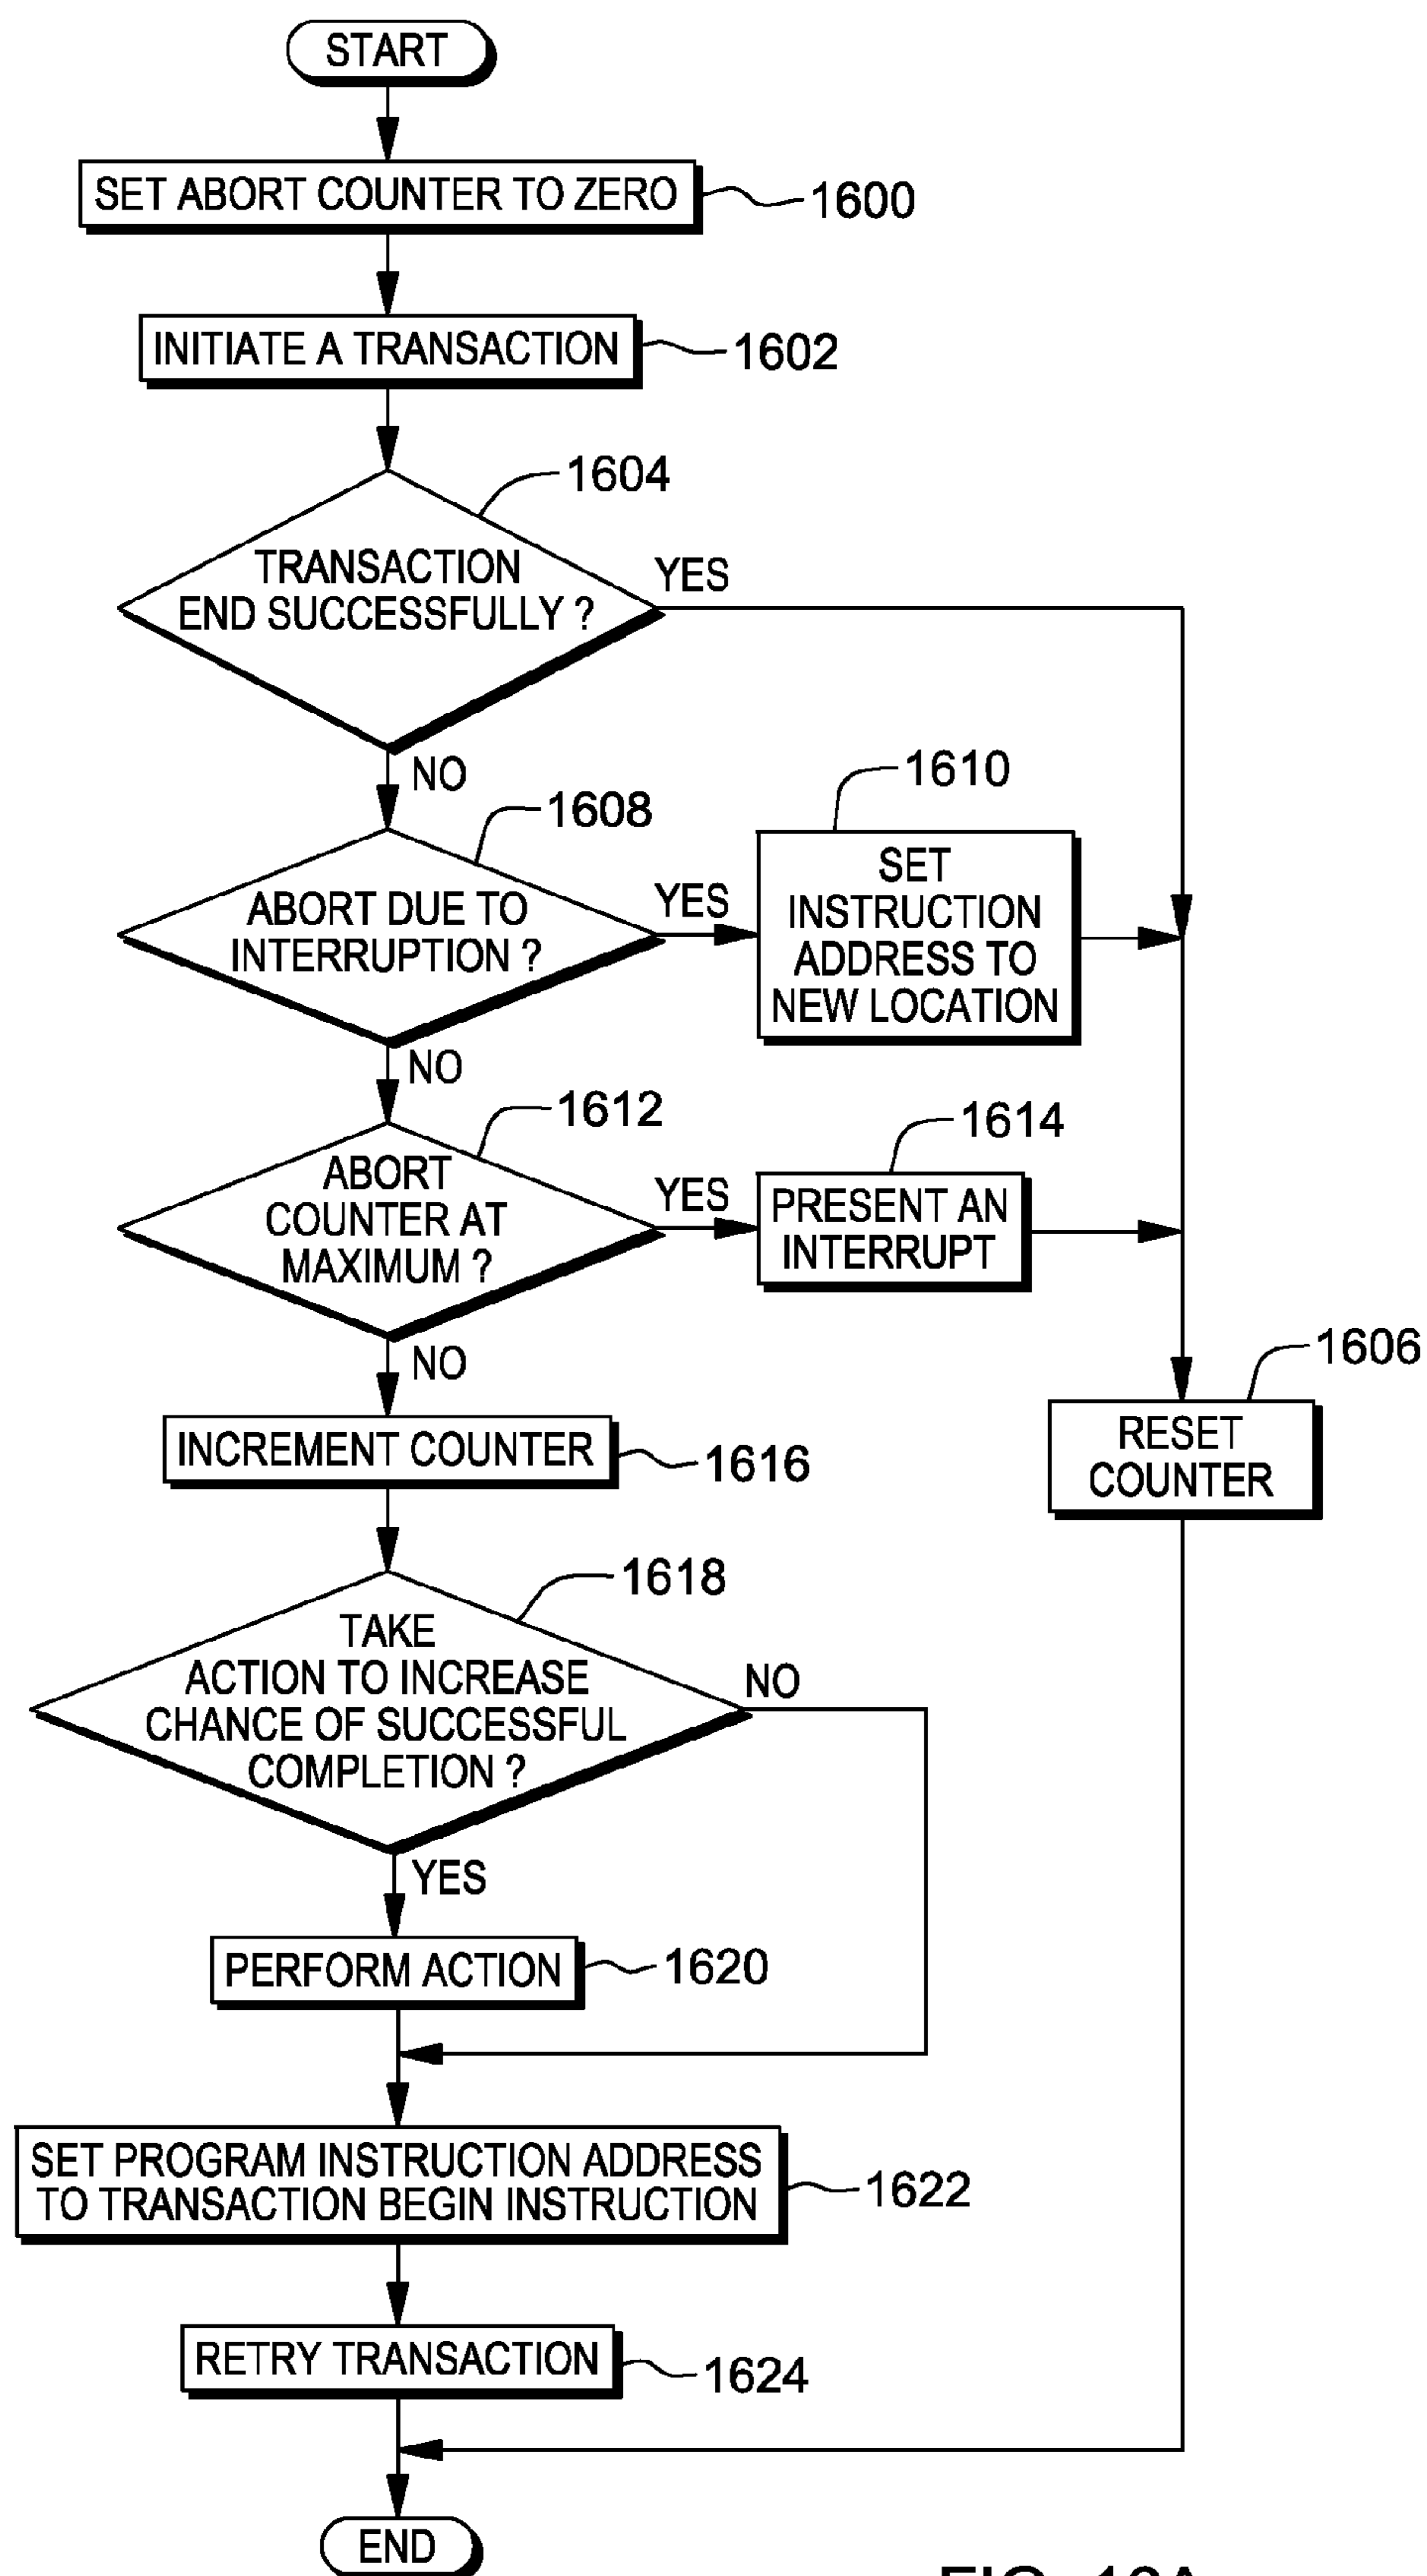 START
SET ABORT COUNTER TO ZERO
1600
INITIATE A TRANSACTION
1602
1604
TRANSACTION
END SUCCESSFULLY ?
YES
NO
1608
ABORT DUE TO
INTERRUPTION ?
YES
1610
SET
INSTRUCTION
ADDRESS TO
NEW LOCATION
NO
1612
ABORT
COUNTER AT
MAXIMUM ?
YES
1614
PRESENT AN
INTERRUPT
NO
1606
RESET
COUNTER
INCREMENT COUNTER
1616
1618
TAKE
ACTION TO INCREASE
CHANCE OF SUCCESSFUL
COMPLETION ?
NO
YES
PERFORM ACTION
1620
SET PROGRAM INSTRUCTION ADDRESS
TO TRANSACTION BEGIN INSTRUCTION
1622
RETRY TRANSACTION
1624
END
FIG. 16A